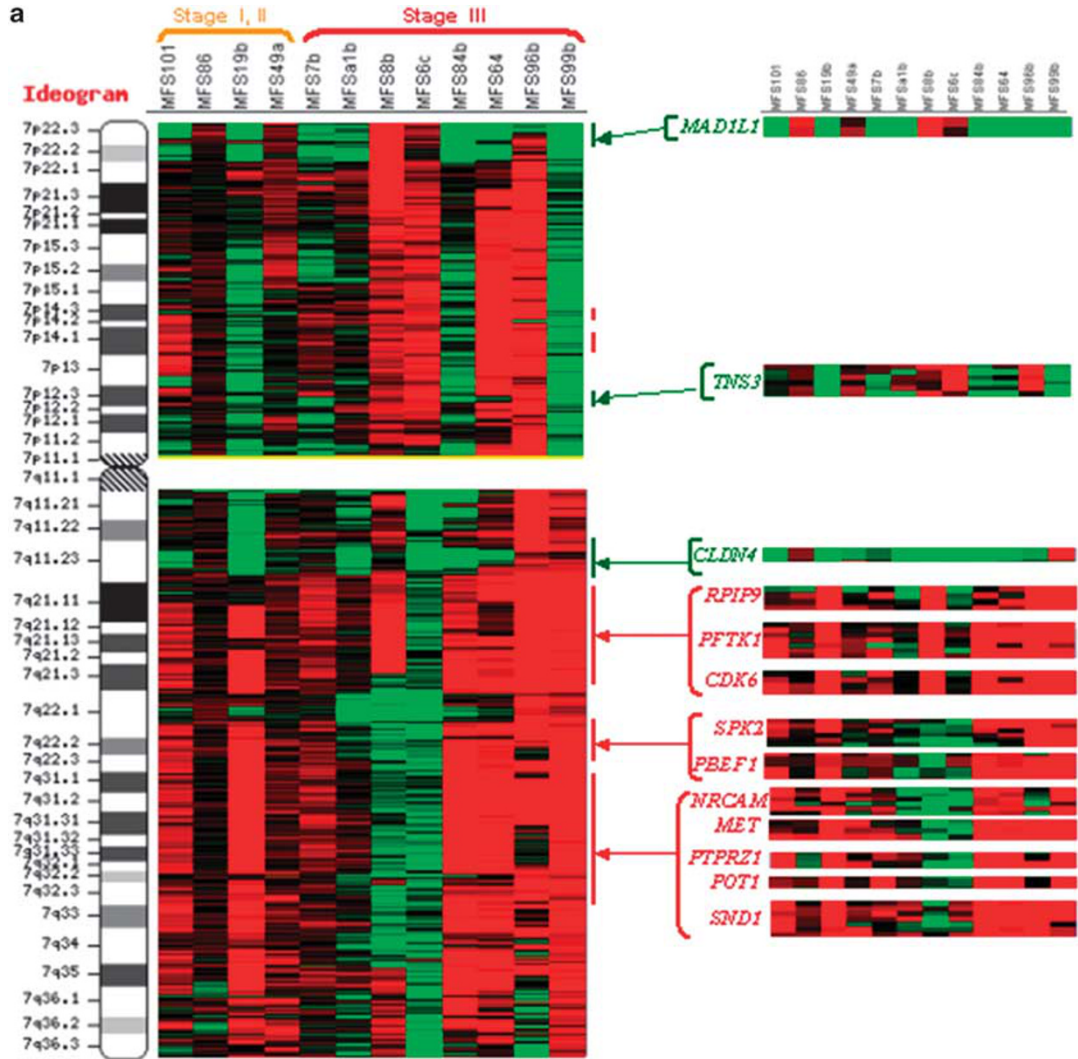 a
Stage I, II
Stage III
MFS101
MFS86
MFS19b
MFS49a
MFS7b
MFSa1b
MFS8b
MFS6c
MFS84b
MFS64
MFS96b
MFS99b
MFS101
MFS86
MFS19b
MFS49a
MFS7b
MFSa1b
MFS8b
MFS6c
MFS84b
MFS64
MFS96b
MFS99b
Ideogram
7p22.3
7p22.2
7p22.1
7p21.3
7p21.2
7p21.1
7p15.3
7p15.2
7p15.1
7p14.3
7p14.2
7p14.1
7p13
7p12.3
7p12.2
7p12.1
7p11.2
7p11.1
7q11.1
7q11.21
7q11.22
7q11.23
7q21.11
7q21.12
7q21.13
7q21.2
7q21.3
7q22.1
7q22.2
7q22.3
7q31.1
7q31.2
7q31.31
7q31.32
7q31.33
7q32.2
7q32.3
7q33
7q34
7q35
7q36.1
7q36.2
7q36.3
MAD1L1
TNS3
CLDN4
RPIP9
PFTK1
CDK6
SPK2
PBEF1
NRCAM
MET
PTPRZ1
POT1
SND1